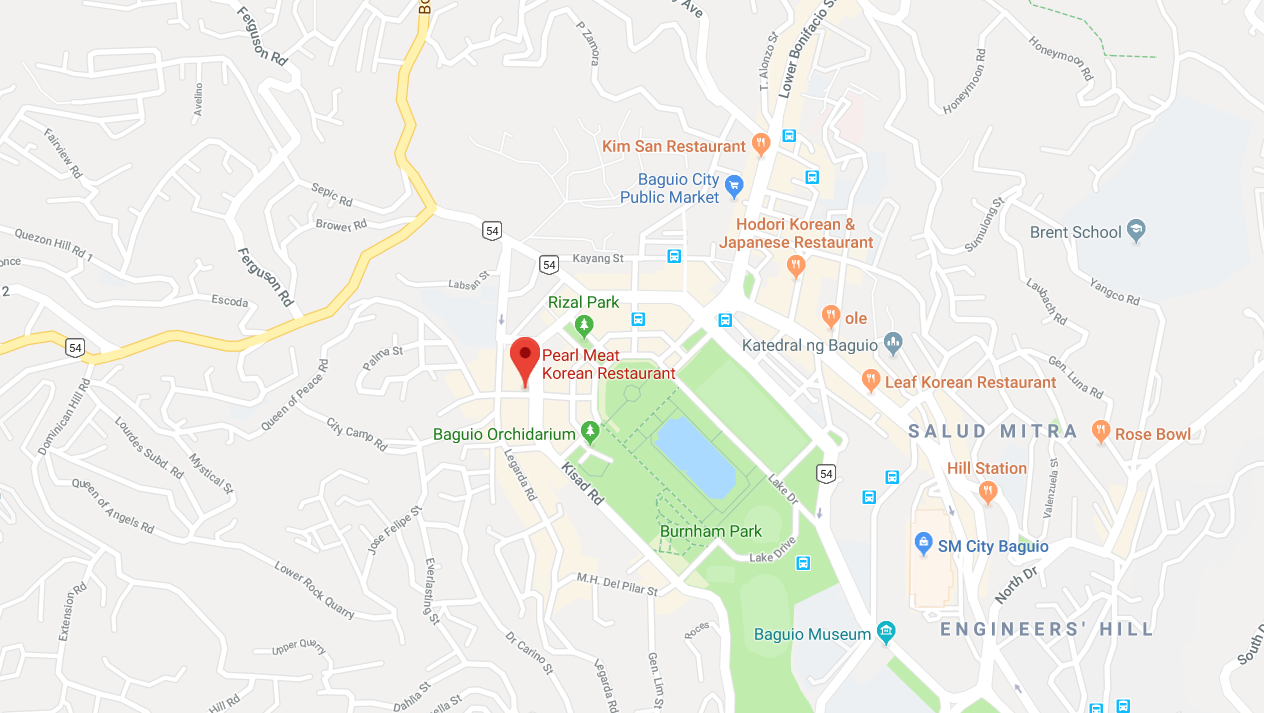 Ferguson Rd
P Zamora
T. Alonzo St
Lower Bonifacio S
Honeymoon Rd
Honeymoon Rd
Avelino
Fairview Rd
Kim San Restaurant
Baguio City
Public Market
Sepic Rd
Brower Rd
54
Hodori Korean &
Japanese Restaurant
Sumulong St
Brent School
Quezon Hill Rd 1
Ferguson Rd
Labsan St
54
Kayang St
Laubach Rd
Yangco Rd
2
Escoda
Rizal Park
ole
54
Katedral ng Baguio
Palma St
Queen of Peace Rd
Pearl Meat
Korean Restaurant
Leaf Korean Restaurant
Gen. Luna Rd
Dominican Hill Rd
Lourdes Subd. Rd
City Camp Rd
Baguio Orchidarium
SALUD MITRA
Rose Bowl
Mystical St
Legarda Rd
Kisad Rd
Lake Dr
54
Hill Station
Valenzuela St
Queen of Angels Rd
Jose Felipe St
Burnham Park
Lake Drive
SM City Baguio
Lower Rock Quarry
Everlasting St
M.H. Del Pilar St
North Dr
Extension Rd
Roces
Baguio Museum
ENGINEERS' HILL
Upper Quarry
Dr Carino St
Legarda Rd
Gen. Lim S
South D
Hill Rd
Dahlia St